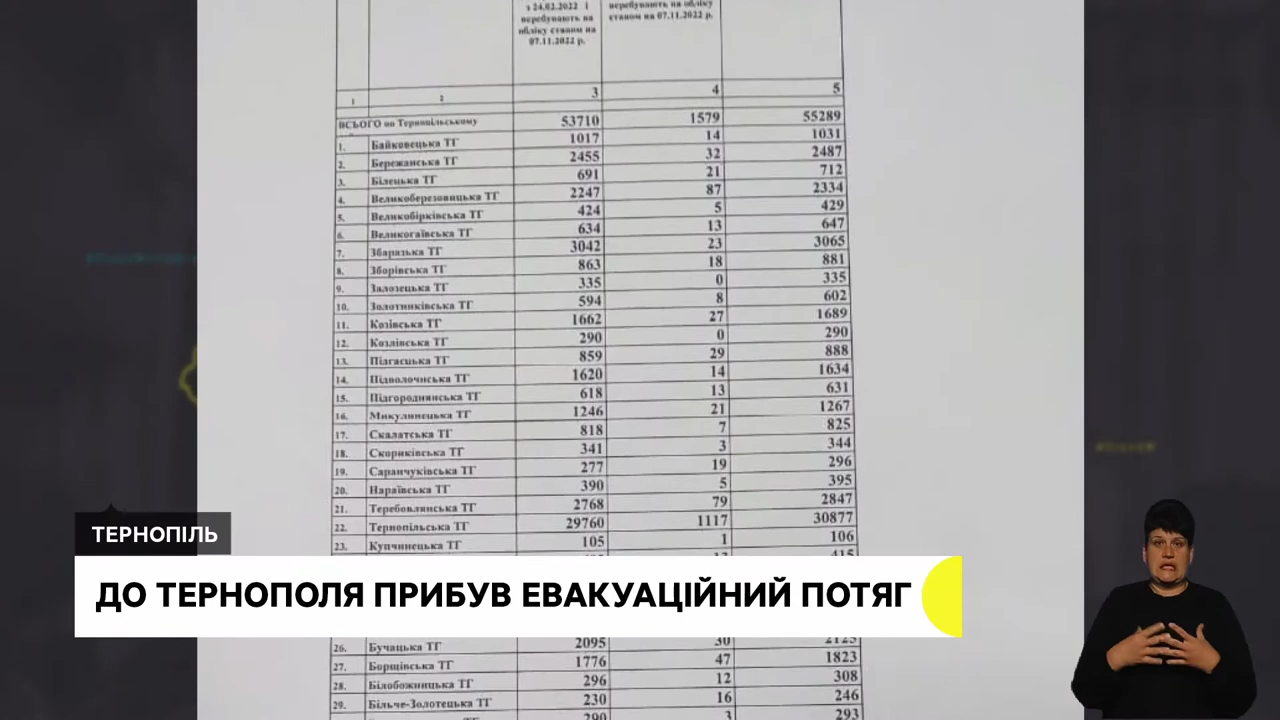 з 24.02.2022 і
перебувають на
обліку станом на
07.11.2022 р.
перебувають на обліку
станом на 07.11.2022 р.
1 2 3 4 5
ВСЬОГО по Тернопільському 53710 1579 55289
1. Байковецька ТГ 1017 14 1031
2. Бережанська ТГ 2455 32 2487
3. Білецька ТГ 691 21 712
4. Великоберезовицька ТГ 2247 87 2334
5. Великобірківська ТГ 424 5 429
6. Великогаївська ТГ 634 13 647
7. Збаразька ТГ 3042 23 3065
8. Зборівська ТГ 863 18 881
9. Залозецька ТГ 335 0 335
10. Золотниківська ТГ 594 8 602
11. Козівська ТГ 1662 27 1689
12. Козлівська ТГ 290 0 290
13. Підгаєцька ТГ 859 29 888
14. Підволочиська ТГ 1620 14 1634
15. Підгороднянська ТГ 618 13 631
16. Микулинецька ТГ 1246 21 1267
17. Скалатська ТГ 818 7 825
18. Скориківська ТГ 341 3 344
19. Саранчуківська ТГ 277 19 296
20. Нараївська ТГ 390 5 395
21. Теребовлянська ТГ 2768 79 2847
22. Тернопільська ТГ 29760 1117 30877
23. Купчинецька ТГ 105 1 106
ТЕРНОПІЛЬ
ДО ТЕРНОПОЛЯ ПРИБУВ ЕВАКУАЦІЙНИЙ ПОТЯГ
26. Бучацька ТГ 2095 30 2125
27. Борщівська ТГ 1776 47 1823
28. Білобожницька ТГ 296 12 308
29. Більче-Золотецька ТГ 230 16 246
290 3 293